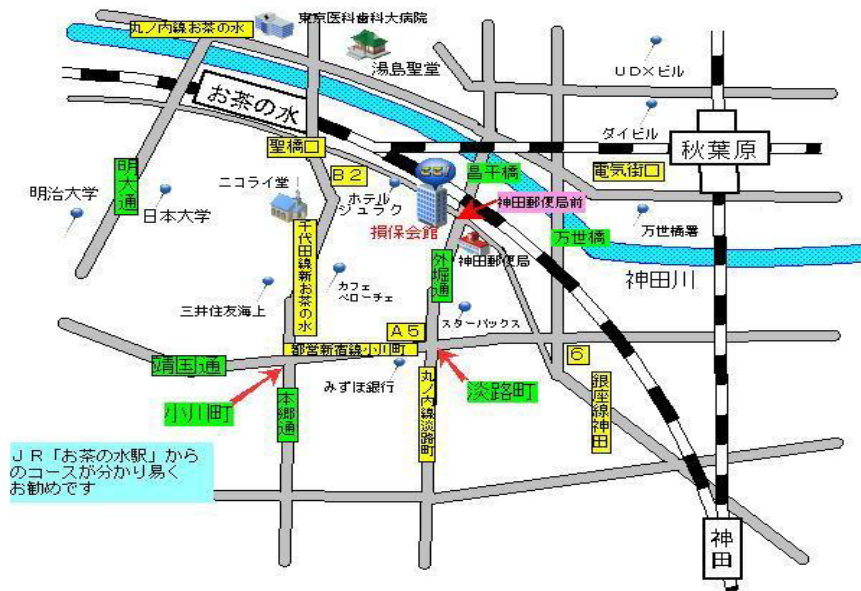 丸ノ内線お茶の水
東京医科歯科大病院
湯島聖堂
UDXビル
お茶の水
ダイビル
聖橋口
秋葉原
明大通
B2
ココ!
昌平橋
電気街口
明治大学
日本大学
ニコライ堂
ホテル
ジュラク
神田郵便局前
損保会館
万世橋
万世橋署
千代田線新お茶の水
外堀通
神田郵便局
神田川
三井住友海上
カフェ
ベローチェ
スターバックス
A5
都営新宿線小川町
靖国通
6
みずほ銀行
淡路町
小川町
本郷通
丸ノ内線淡路町
銀座線神田
JR「お茶の水駅」から
のコースが分かり易く
お勧めです
神田